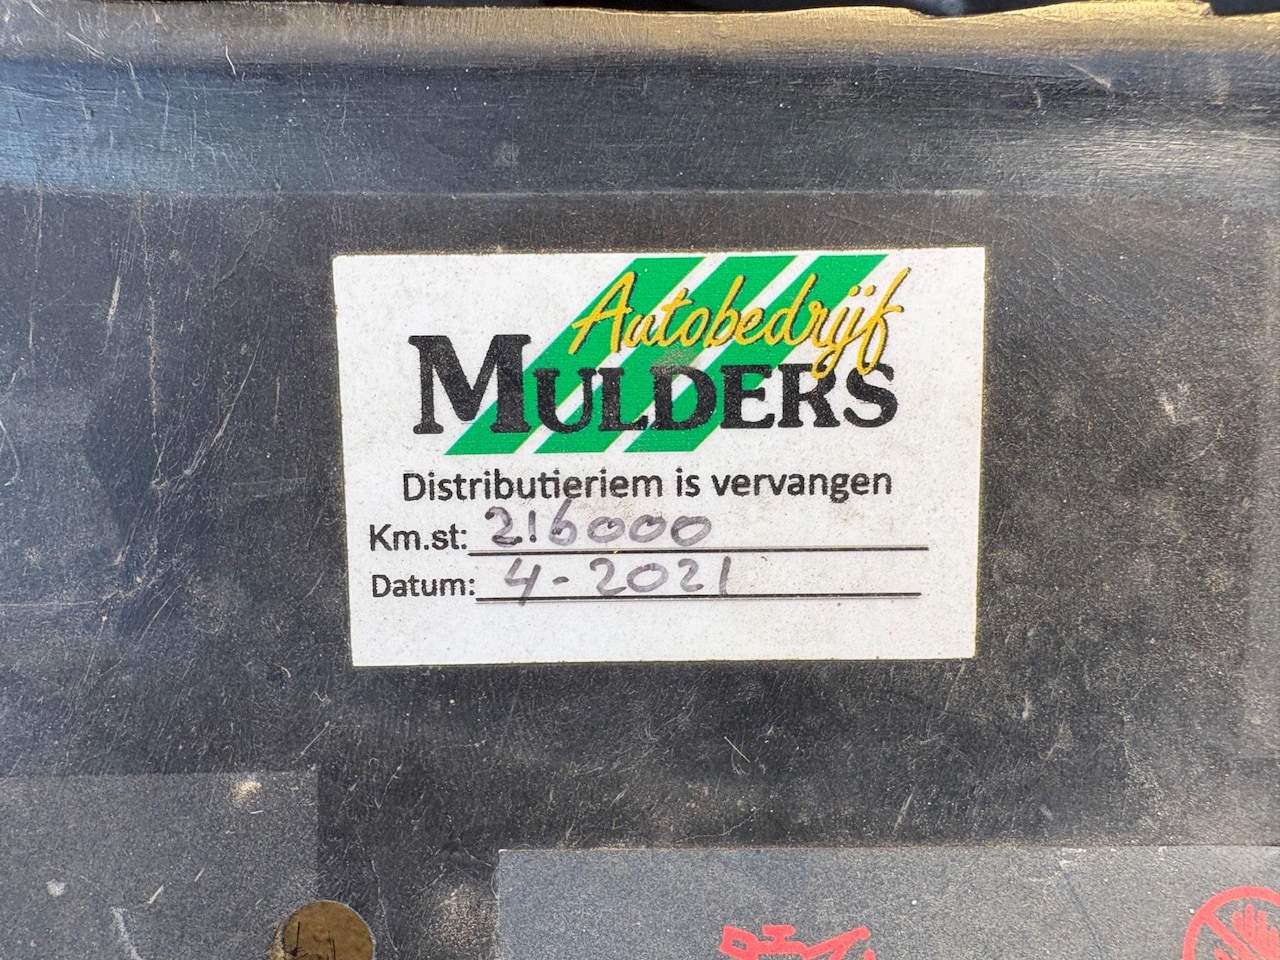 Autobedrijf
MULDERS
Distributieriem is vervangen
Km.st: 216000
Datum: 4-2021